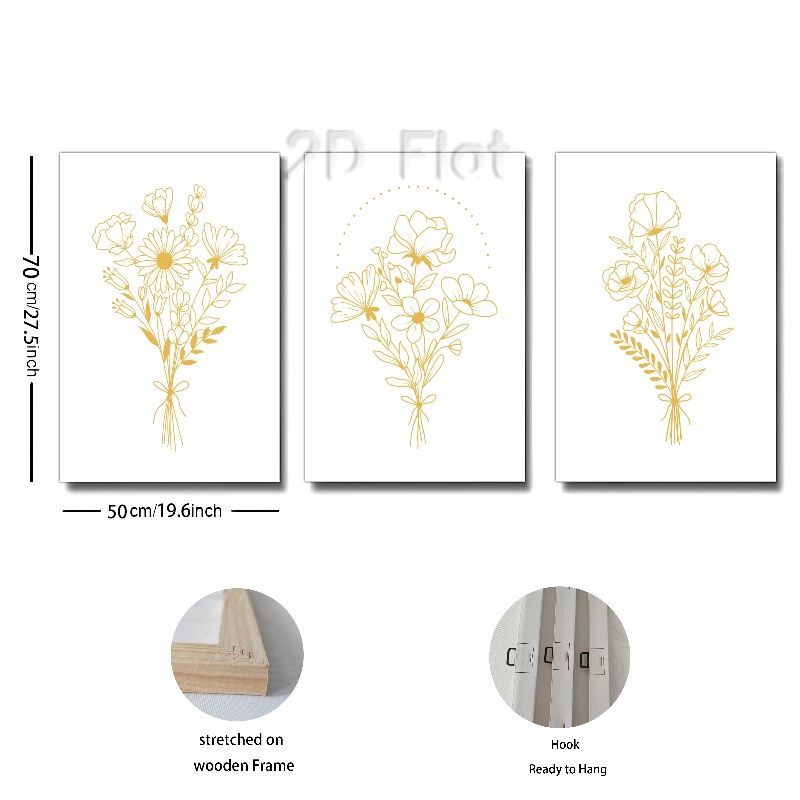 2D Flat
70 cm/27.5inch
50cm/19.6inch
stretched on
wooden Frame
Hook
Ready to Hang